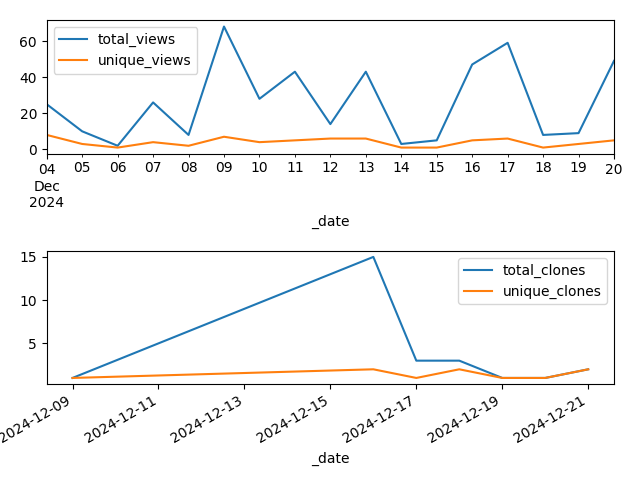 total_views
unique_views
60
40
20
0
04 05 06 07 08 09 10 11 12 13 14 15 16 17 18 19 20
Dec
2024
_date
total_clones
unique_clones
15
10
5
2024-12-09 2024-12-11 2024-12-13 2024-12-15 2024-12-17 2024-12-19 2024-12-21
_date